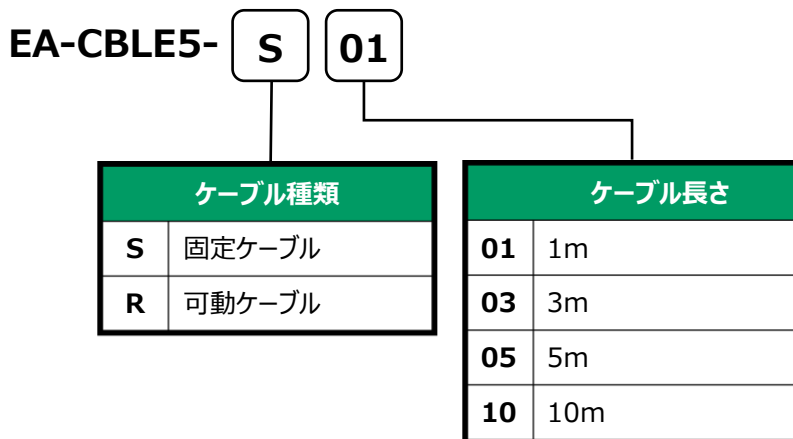 EA-CBLE5- S 01
ケーブル種類
S 固定ケーブル
R 可動ケーブル
ケーブル長さ
01 1m
03 3m
05 5m
10 10m